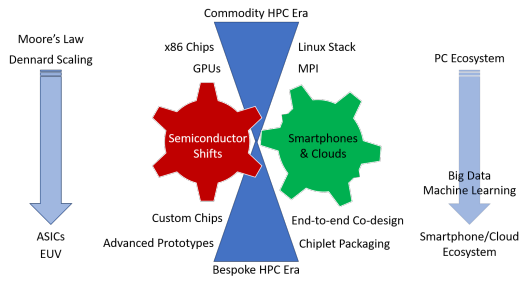 Commodity HPC Era
Moore's Law
Dennard Scaling
x86 Chips
GPUs
Linux Stack
MPI
PC Ecosystem
Semiconductor
Shifts
Smartphones
& Clouds
Big Data
Machine Learning
Custom Chips
Advanced Prototypes
End-to-end Co-design
Chiplet Packaging
ASICs
EUV
Smartphone/Cloud
Ecosystem
Bespoke HPC Era